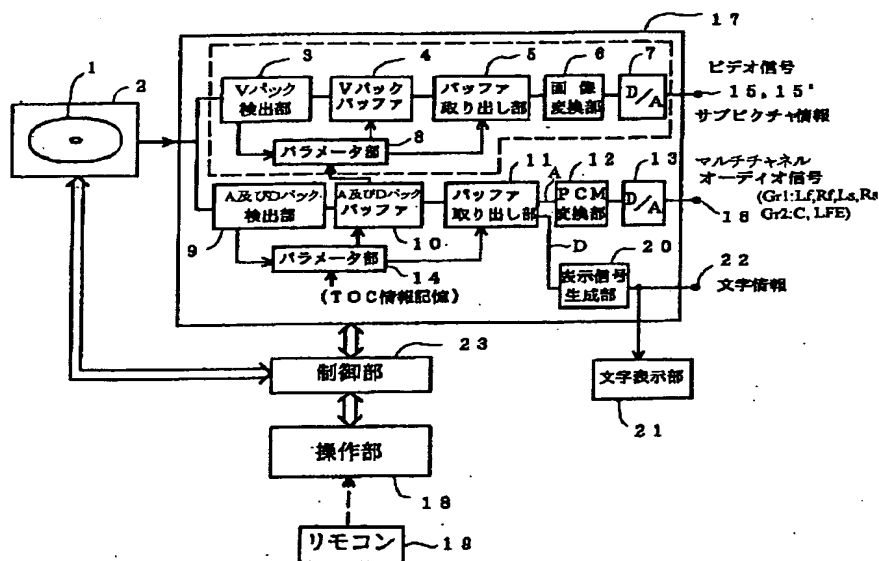 17
1
2
3
4
5
6
7
Vパック
検出部
Vパック
バッファ
バッファ
取り出し部
画像
変換部
D/A
ビデオ信号
15,15'
サブピクチャ情報
8
パラメータ部
11
12
13
A及びDパック
検出部
A及びDパック
バッファ
バッファ
取り出し部
A
PCM
変換部
D/A
マルチチャネル
オーディオ信号
(Gr1:Lf,Rf,Ls,Rs
Gr2:C,LFE)
16
9
10
D
20
パラメータ部
14
(TOC情報記憶)
表示信号
生成部
22
文字情報
23
制御部
文字表示部
21
操作部
18
リモコン
19